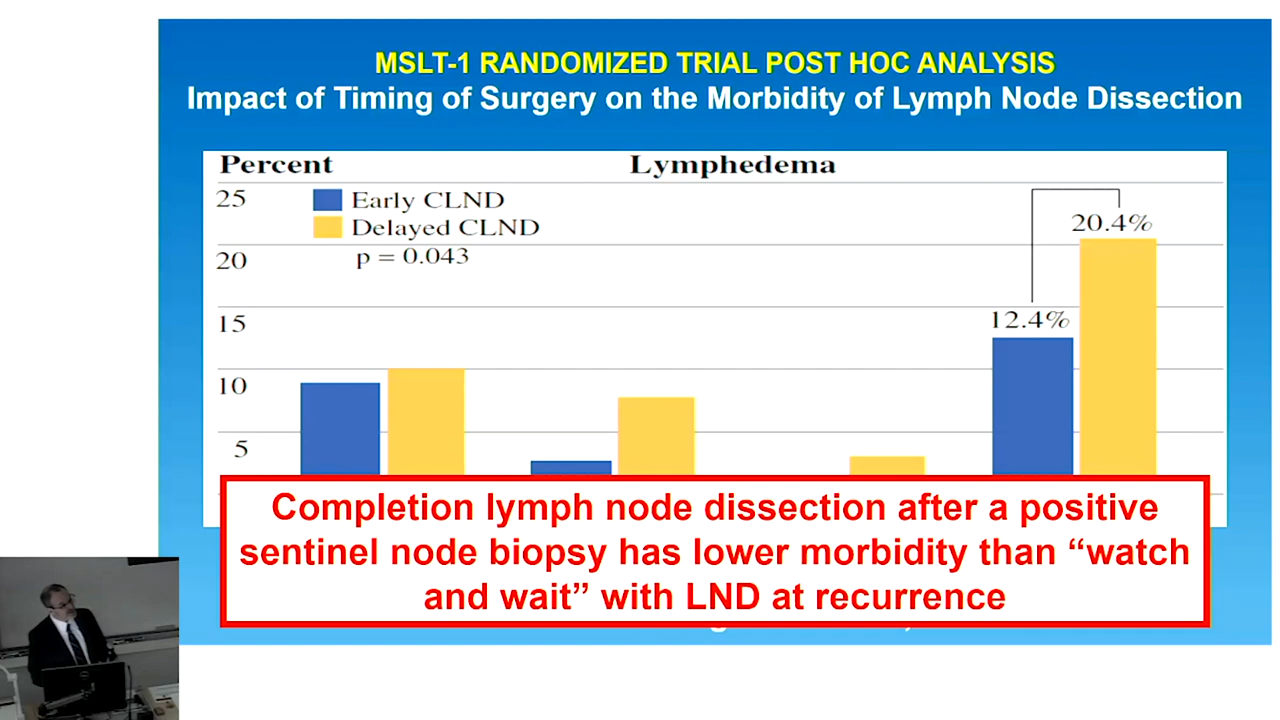 MSLT-1 RANDOMIZED TRIAL POST HOC ANALYSIS
Impact of Timing of Surgery on the Morbidity of Lymph Node Dissection
Percent
Lymphedema
25
Early CLND
Delayed CLND
p = 0.043
20.4%
20
15
12.4%
10
5
Completion lymph node dissection after a positive
sentinel node biopsy has lower morbidity than “watch
and wait” with LND at recurrence